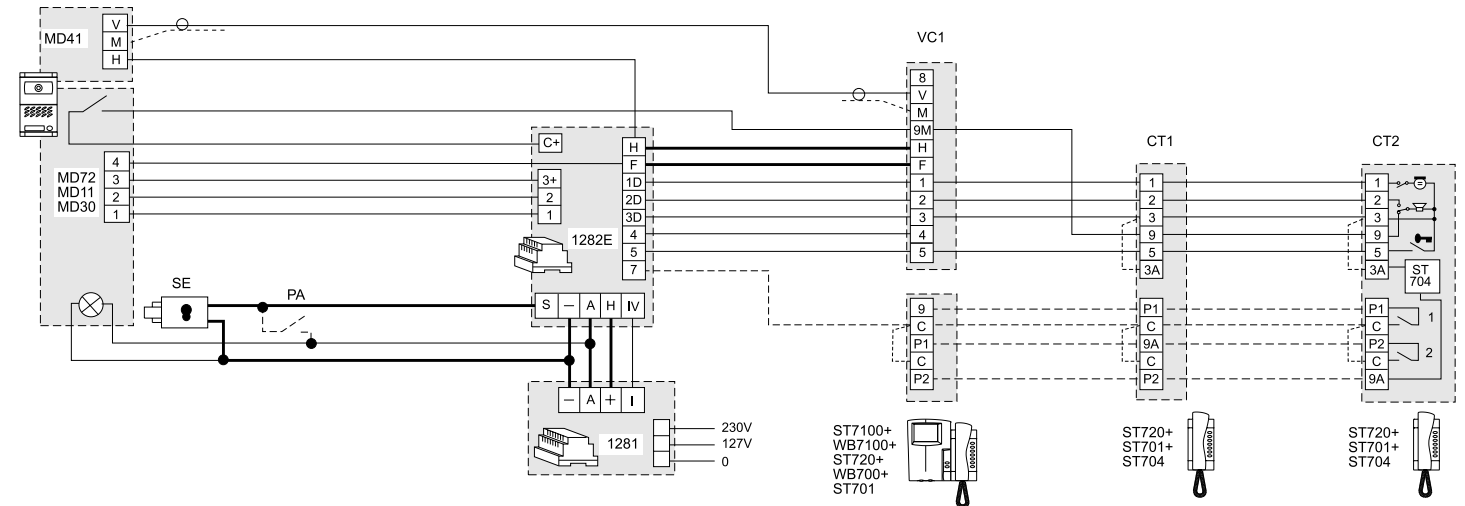 MD41
V
M
H
MD72
MD11
MD30
4
3
2
1
SE
PA
C+
3+
2
1
H
F
1D
2D
3D
4
5
7
1282E
S — A H IV
— A + I
1281
230V
127V
0
VC1
8
V
M
9M
H
F
1
2
3
4
5
9
C
P1
C
P2
ST7100+
WB7100+
ST720+
WB700+
ST701
CT1
1
2
3
9
5
3A
P1
C
9A
C
P2
ST720+
ST701+
ST704
CT2
1
2
3
9
5
3A
ST
704
P1
C
P2
C
9A
1
2
ST720+
ST701+
ST704